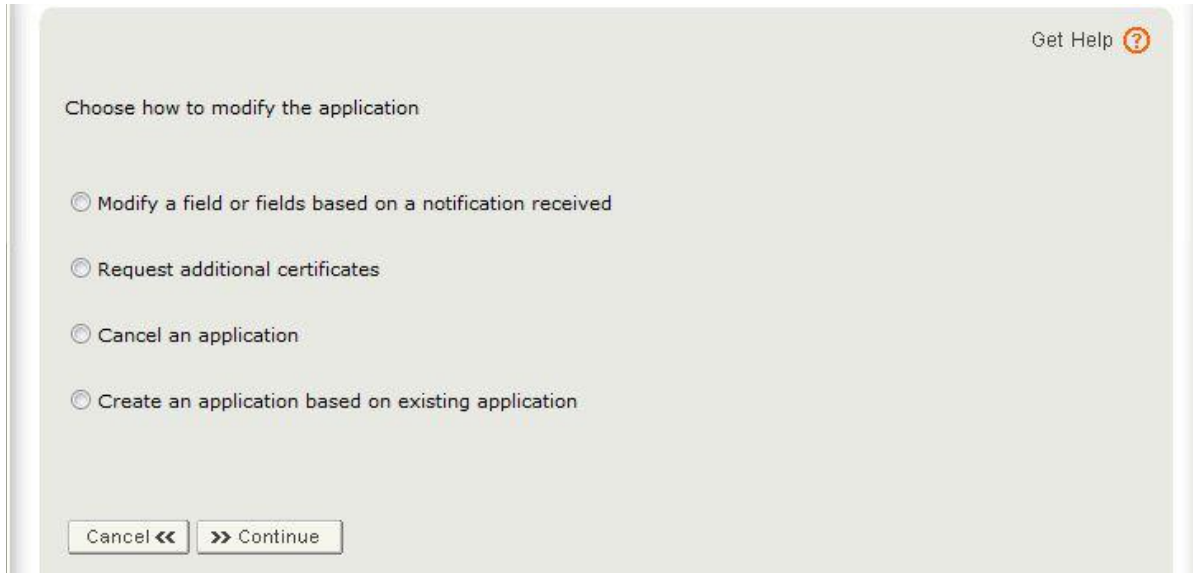 Get Help ?
Choose how to modify the application
Modify a field or fields based on a notification received
Request additional certificates
Cancel an application
Create an application based on existing application
Cancel << >> Continue